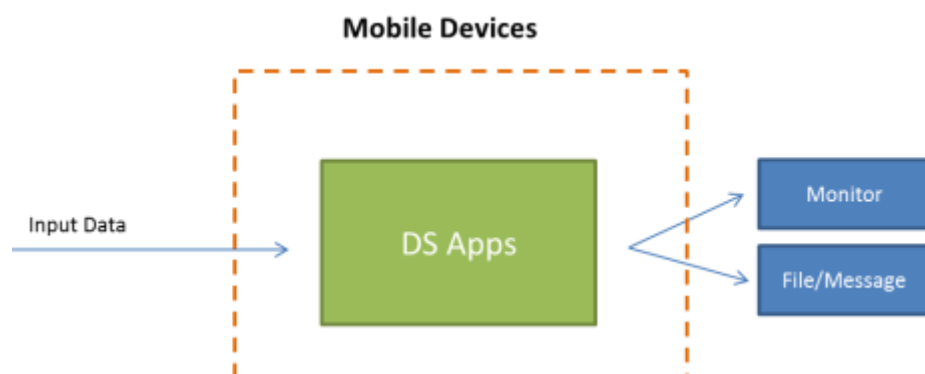 Mobile Devices
Input Data
DS Apps
Monitor
File/Message